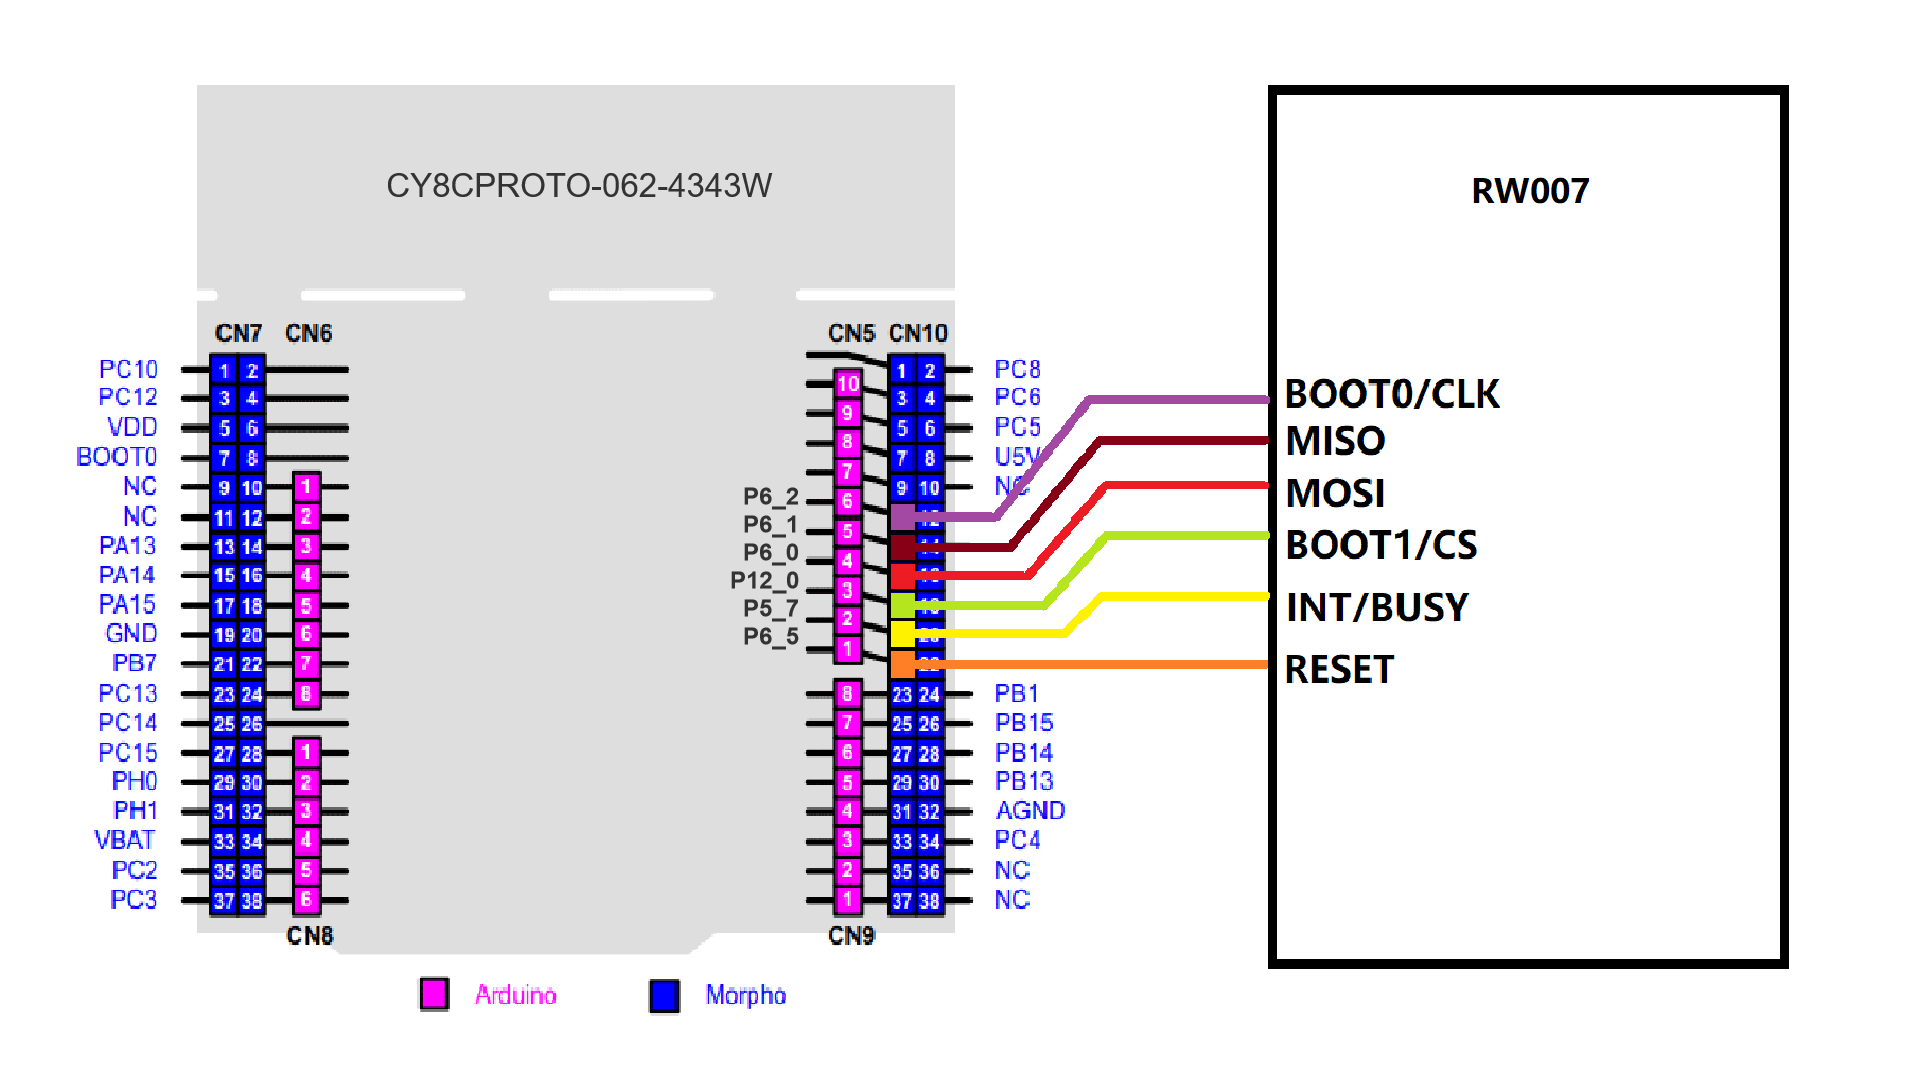 CY8CPROTO-062-4343W
RW007
CN7 CN6
CN5 CN10
PC10 1 2
PC12 3 4
VDD 5 6
BOOT0 7 8
NC 9 10 1
NC 11 12 2
PA13 13 14 3
PA14 15 16 4
PA15 17 18 5
GND 19 20 6
PB7 21 22 7
PC13 23 24 8
PC14 25 26
PC15 27 28 1
PH0 29 30 2
PH1 31 32 3
VBAT 33 34 4
PC2 35 36 5
PC3 37 38 6
CN8
1 2 PC8
10 3 4 PC6
9 5 6 PC5
8 7 8 U5V
7 9 10 NC
P6_2 6
P6_1 5
P6_0 4
P12_0 3
P5_7 2
P6_5 1
8 23 24 PB1
7 25 26 PB15
6 27 28 PB14
5 29 30 PB13
4 31 32 AGND
3 33 34 PC4
2 35 36 NC
1 37 38 NC
CN9
BOOT0/CLK
MISO
MOSI
BOOT1/CS
INT/BUSY
RESET
Arduino
Morpho